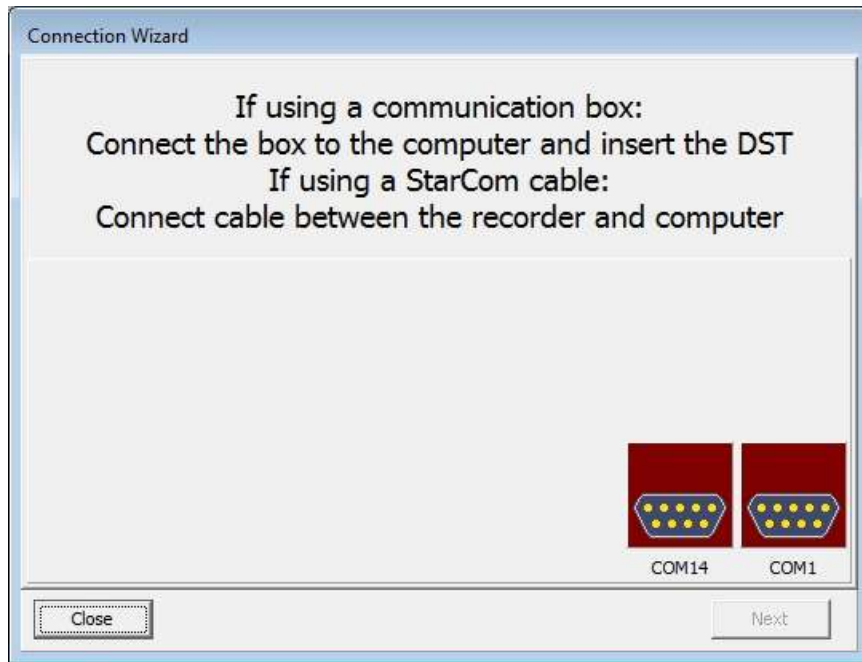 Connection Wizard
If using a communication box:
Connect the box to the computer and insert the DST
If using a StarCom cable:
Connect cable between the recorder and computer
COM14 COM1
Close Next